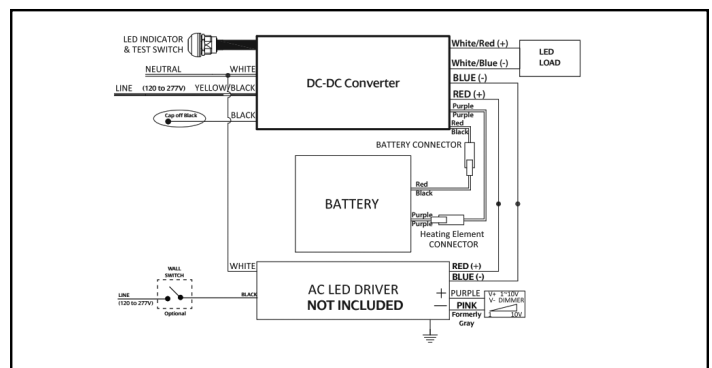 LED INDICATOR
& TEST SWITCH
NEUTRAL
WHITE
LINE (120 to 277V)
YELLOW/BLACK
Cap off Black
BLACK
DC-DC Converter
White/Red (+)
White/Blue (-)
LED
LOAD
BLUE (-)
RED (+)
Purple
Purple
Red
Black
BATTERY CONNECTOR
BATTERY
Red
Black
Purple
Purple
Heating Element
CONNECTOR
WHITE
WALL
SWITCH
LINE
(120 to 277V)
Optional
BLACK
AC LED DRIVER
NOT INCLUDED
RED (+)
BLUE (-)
+ PURPLE
— PINK
Formerly
Gray
V+ 1~10V
V- DIMMER
1 10V